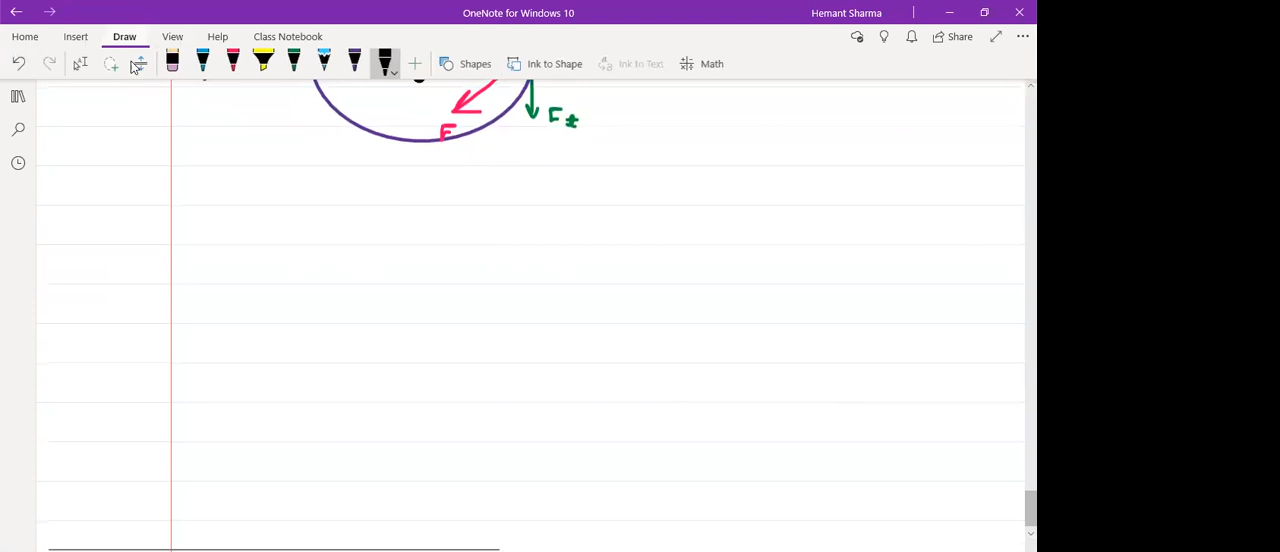 OneNote for Windows 10
Hemant Sharma
Home Insert Draw View Help Class Notebook Share
Shapes Ink to Shape Ink to Text Math
F
Ft